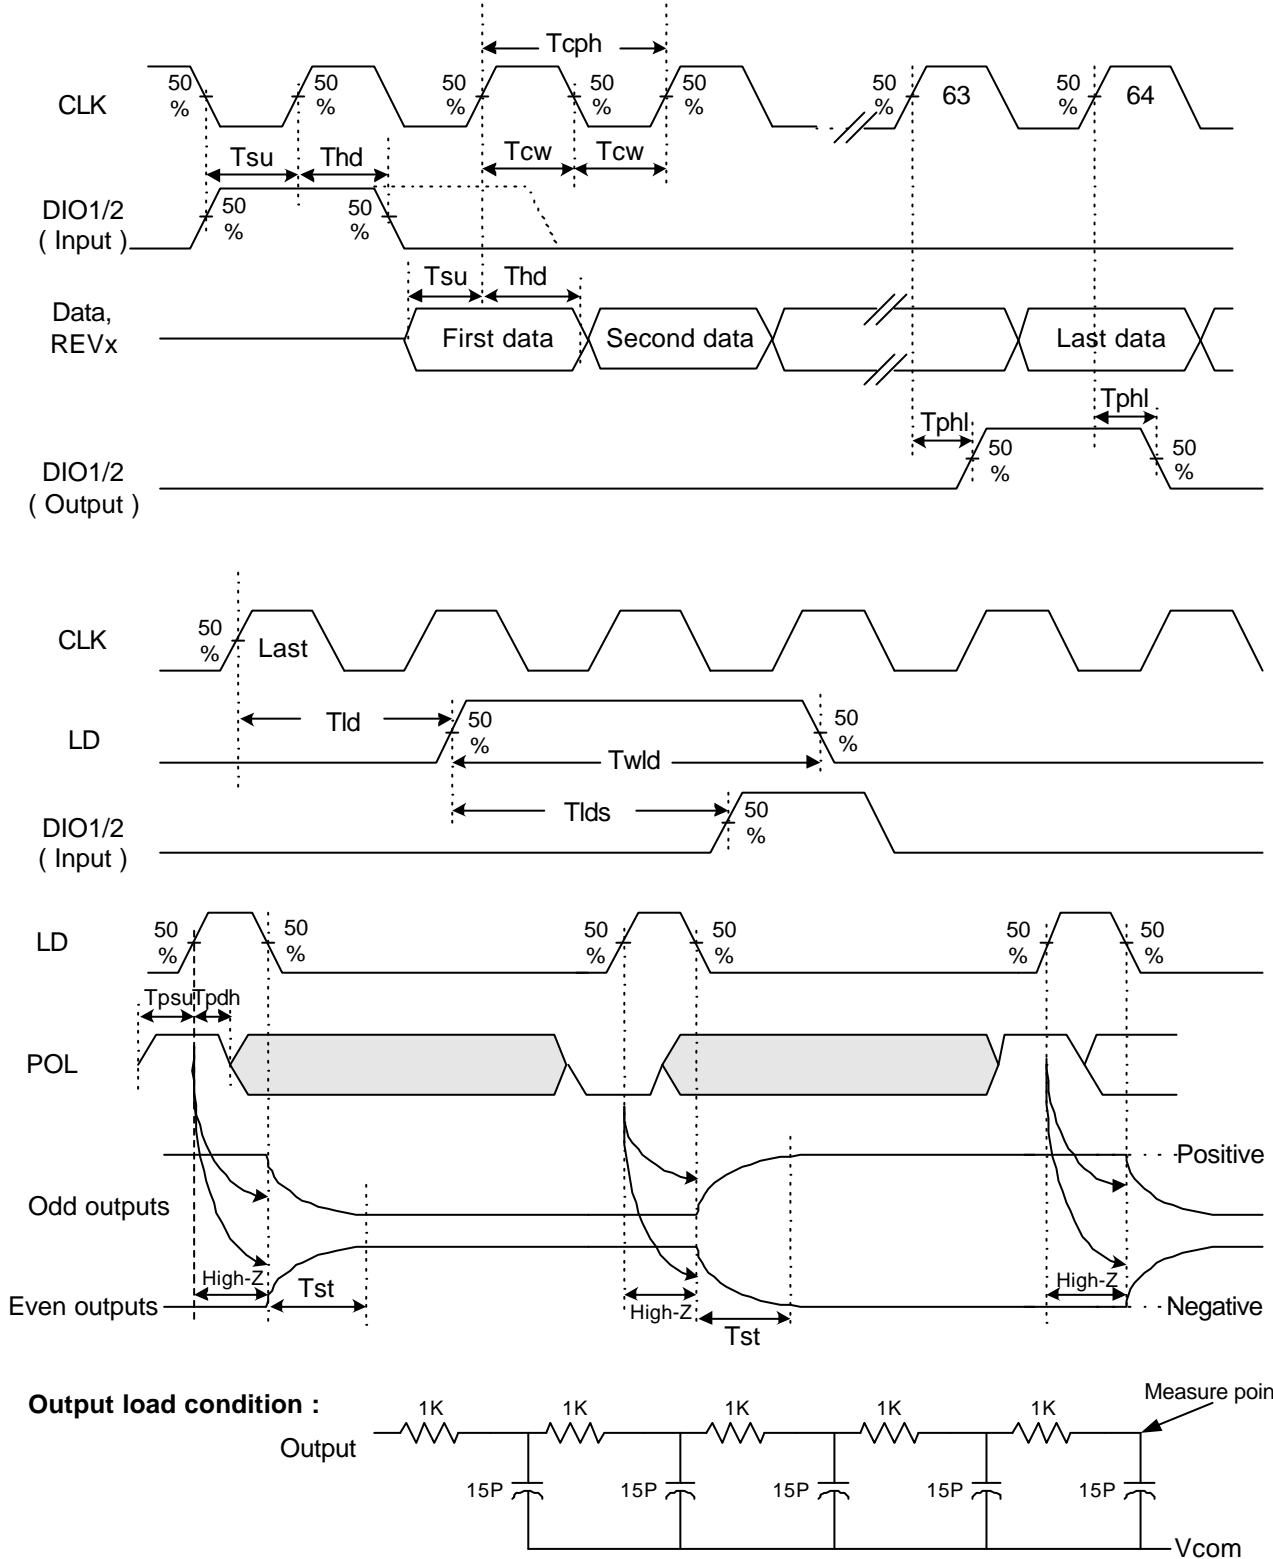 Tcph
50 % 50 % 50 % 50 % 50 % 50 % 63 50 % 64
CLK
Tsu Thd Tcw Tcw
DIO1/2
( Input )
50 % 50 %
Tsu Thd
Data,
REVx
First data Second data Last data
Tphl Tphl
DIO1/2
( Output )
50 % 50 %
CLK
50 % Last
Tld
LD
50 % 50 %
Twld
Tlds
DIO1/2
( Input )
50 %
LD
50 % 50 % 50 % 50 % 50 % 50 %
Tpsu Tpdh
POL
Positive
Odd outputs
High-Z Tst High-Z
Even outputs
High-Z Tst
Negative
Output load condition :
Measure poin
1K 1K 1K 1K 1K
Output
15P 15P 15P 15P 15P
Vcom